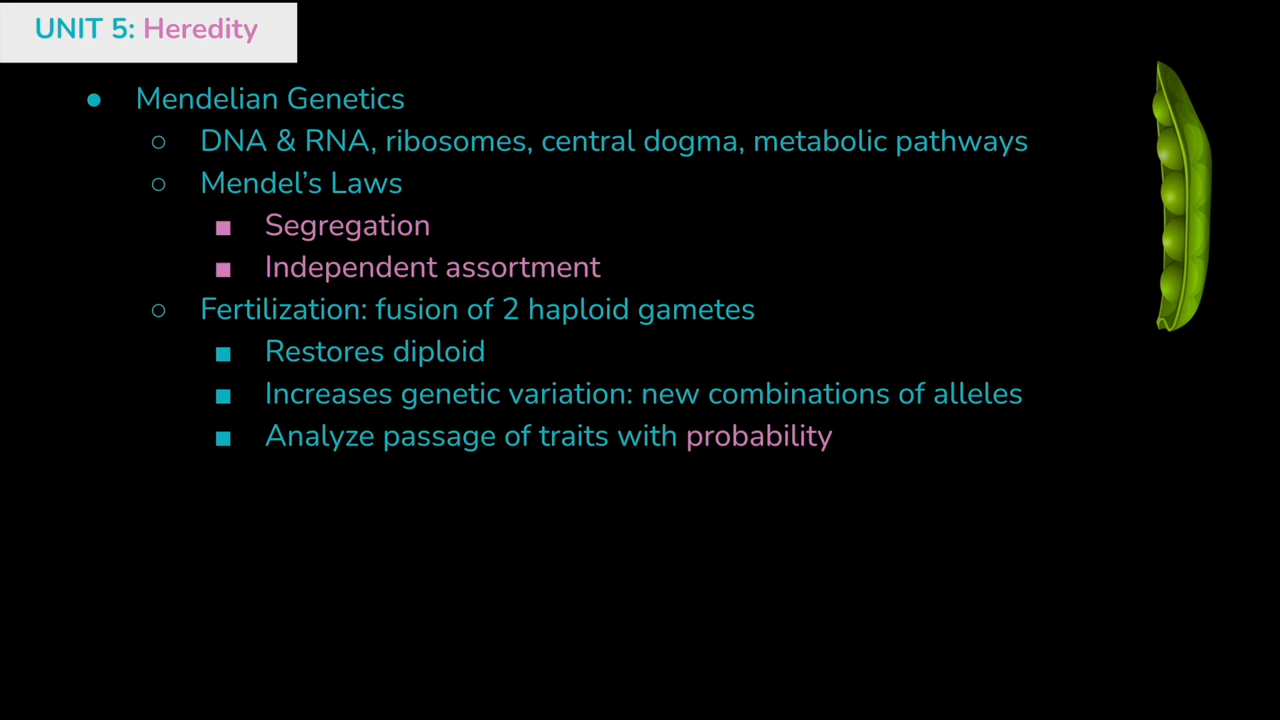 UNIT 5: Heredity
● Mendelian Genetics
○ DNA & RNA, ribosomes, central dogma, metabolic pathways
○ Mendel’s Laws
■ Segregation
■ Independent assortment
○ Fertilization: fusion of 2 haploid gametes
■ Restores diploid
■ Increases genetic variation: new combinations of alleles
■ Analyze passage of traits with probability